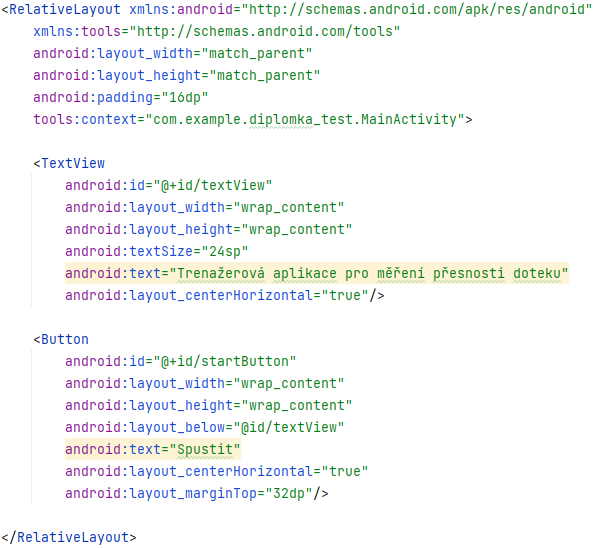 <RelativeLayout xmlns:android="http://schemas.android.com/apk/res/android"
    xmlns:tools="http://schemas.android.com/tools"
    android:layout_width="match_parent"
    android:layout_height="match_parent"
    android:padding="16dp"
    tools:context="com.example.diplomka_test.MainActivity">

    <TextView
        android:id="@+id/textView"
        android:layout_width="wrap_content"
        android:layout_height="wrap_content"
        android:textSize="24sp"
        android:text="Trenažerová aplikace pro měření přesnosti doteku"
        android:layout_centerHorizontal="true"/>

    <Button
        android:id="@+id/startButton"
        android:layout_width="wrap_content"
        android:layout_height="wrap_content"
        android:layout_below="@id/textView"
        android:text="Spustit"
        android:layout_centerHorizontal="true"
        android:layout_marginTop="32dp"/>

</RelativeLayout>